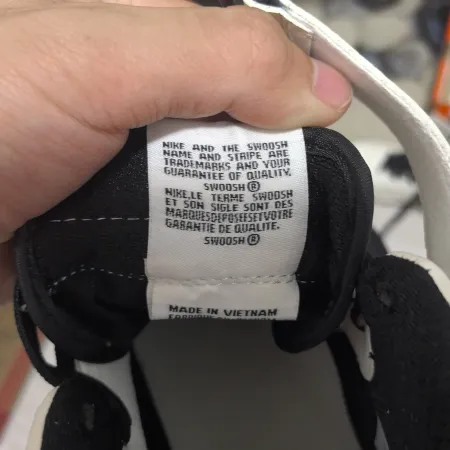 NIKE AND THE SWOOSH
NAME AND STRIPE ARE
TRADEMARKS AND YOUR
GUARANTEE OF QUALITY.
SWOOSH ®
NIKE,LE TERME SWOOSH
ET SON SIGLE SONT DES
MARQUESDEPOSEESETVOTRE
GARANTIE DE QUALITE.
SWOOSH ®
MADE IN VIETNAM